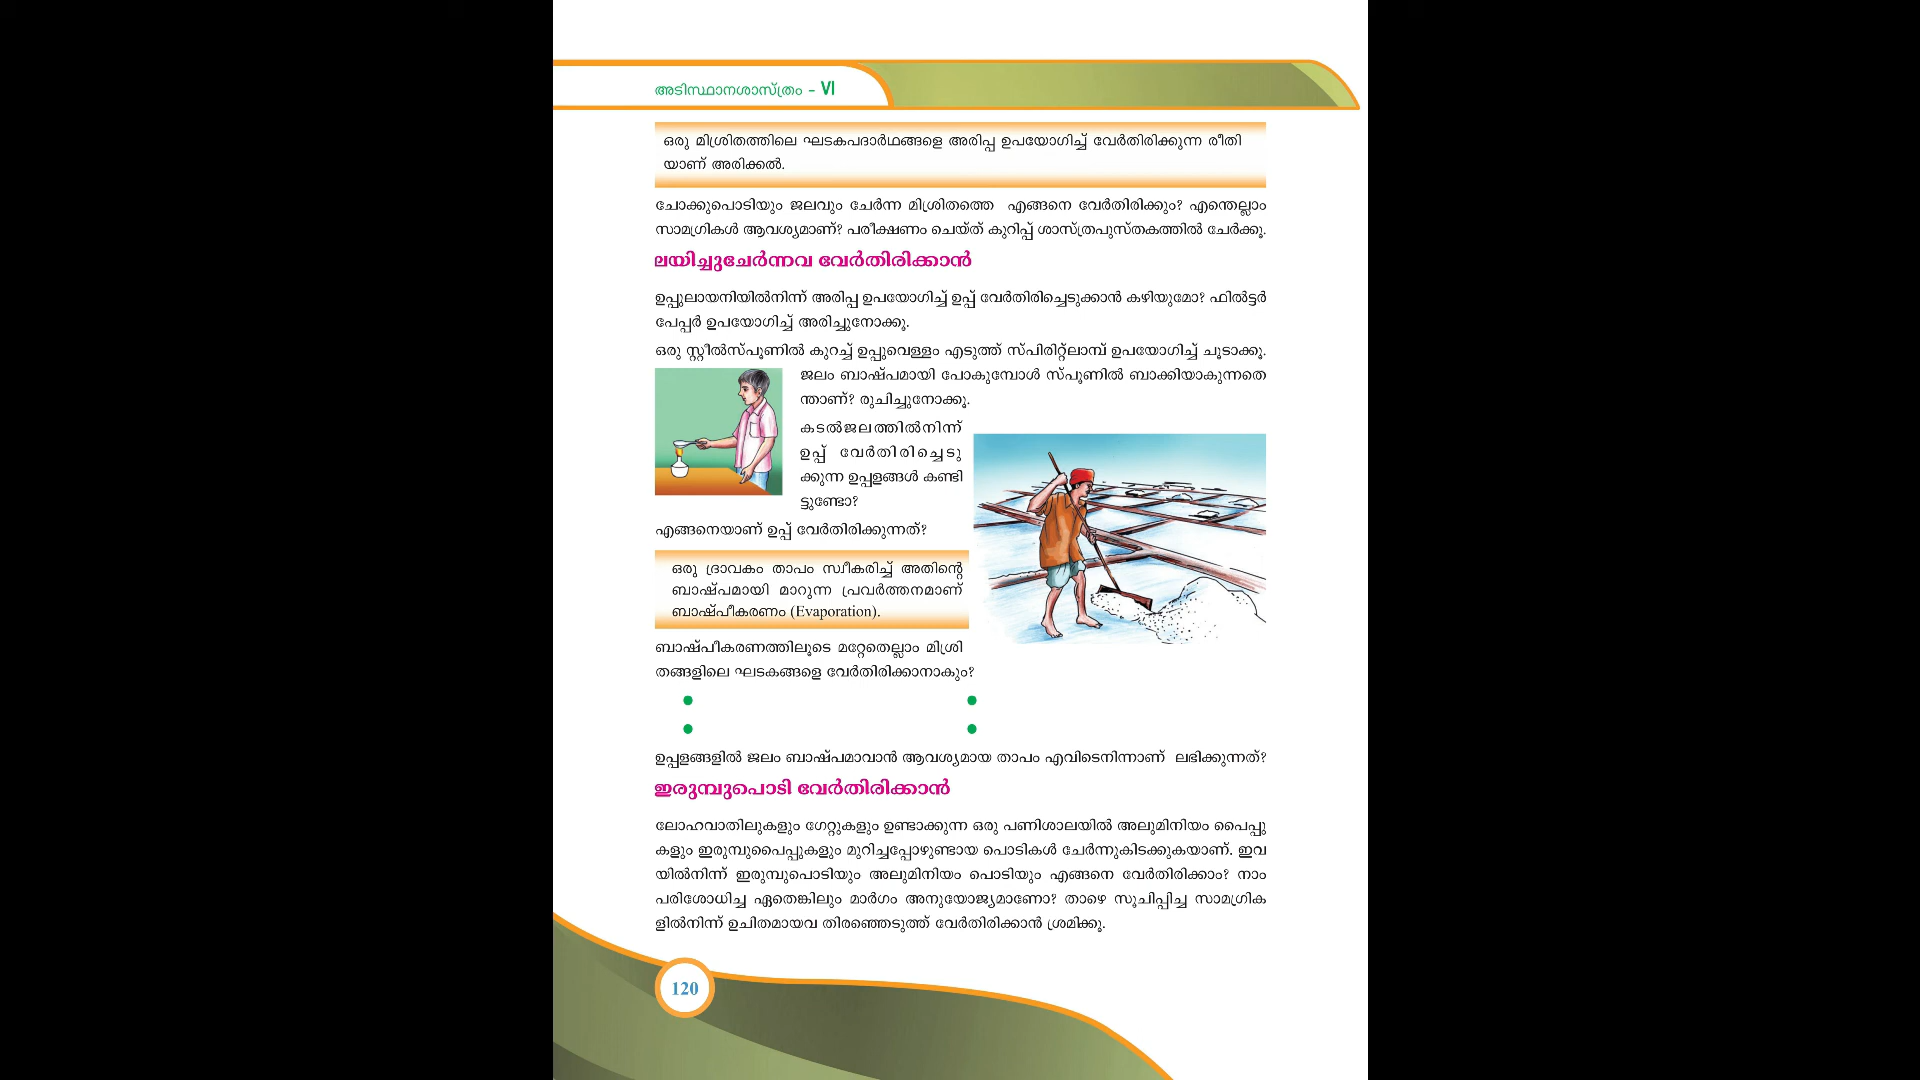 അടിസ്ഥാനശാസ്ത്രം - VI
ഒരു മിശ്രിതത്തിലെ ഘടകപദാർഥങ്ങളെ അരിപ്പ ഉപയോഗിച്ച് വേർതിരിക്കുന്ന രീതി
യാണ് അരിക്കൽ.
ചോക്കുപൊടിയും ജലവും ചേർന്ന മിശ്രിതത്തെ എങ്ങനെ വേർതിരിക്കും? എന്തെല്ലാം
സാമഗ്രികൾ ആവശ്യമാണ്? പരീക്ഷണം ചെയ്ത് കുറിപ്പ് ശാസ്ത്രപുസ്തകത്തിൽ ചേർക്കൂ.
ലയിച്ചുചേർന്നവ വേർതിരിക്കാൻ
ഉപ്പുലായനിയിൽനിന്ന് അരിപ്പ ഉപയോഗിച്ച് ഉപ്പ് വേർതിരിച്ചെടുക്കാൻ കഴിയുമോ? ഫിൽട്ടർ
പേപ്പർ ഉപയോഗിച്ച് അരിച്ചുനോക്കൂ.
ഒരു സ്റ്റീൽസ്പൂണിൽ കുറച്ച് ഉപ്പുവെള്ളം എടുത്ത് സ്പിരിറ്റ്ലാമ്പ് ഉപയോഗിച്ച് ചൂടാക്കൂ.
ജലം ബാഷ്പമായി പോകുമ്പോൾ സ്പൂണിൽ ബാക്കിയാകുന്നതെ
ന്താണ്? രുചിച്ചുനോക്കൂ.
കടൽജലത്തിൽനിന്ന്
ഉപ്പ് വേർതിരിച്ചെടു
ക്കുന്ന ഉപ്പളങ്ങൾ കണ്ടി
ട്ടുണ്ടോ?
എങ്ങനെയാണ് ഉപ്പ് വേർതിരിക്കുന്നത്?
ഒരു ദ്രാവകം താപം സ്വീകരിച്ച് അതിന്റെ
ബാഷ്പമായി മാറുന്ന പ്രവർത്തനമാണ്
ബാഷ്പീകരണം (Evaporation).
ബാഷ്പീകരണത്തിലൂടെ മറ്റേതെല്ലാം മിശ്രി
തങ്ങളിലെ ഘടകങ്ങളെ വേർതിരിക്കാനാകും?
ഉപ്പളങ്ങളിൽ ജലം ബാഷ്പമാവാൻ ആവശ്യമായ താപം എവിടെനിന്നാണ് ലഭിക്കുന്നത്?
ഇരുമ്പുപൊടി വേർതിരിക്കാൻ
ലോഹവാതിലുകളും ഗേറ്റുകളും ഉണ്ടാക്കുന്ന ഒരു പണിശാലയിൽ അലുമിനിയം പൈപ്പു
കളും ഇരുമ്പുപൈപ്പുകളും മുറിച്ചപ്പോഴുണ്ടായ പൊടികൾ ചേർന്നുകിടക്കുകയാണ്. ഇവ
യിൽനിന്ന് ഇരുമ്പുപൊടിയും അലുമിനിയം പൊടിയും എങ്ങനെ വേർതിരിക്കാം? നാം
പരിശോധിച്ച ഏതെങ്കിലും മാർഗം അനുയോജ്യമാണോ? താഴെ സൂചിപ്പിച്ച സാമഗ്രിക
ളിൽനിന്ന് ഉചിതമായവ തിരഞ്ഞെടുത്ത് വേർതിരിക്കാൻ ശ്രമിക്കൂ.
120